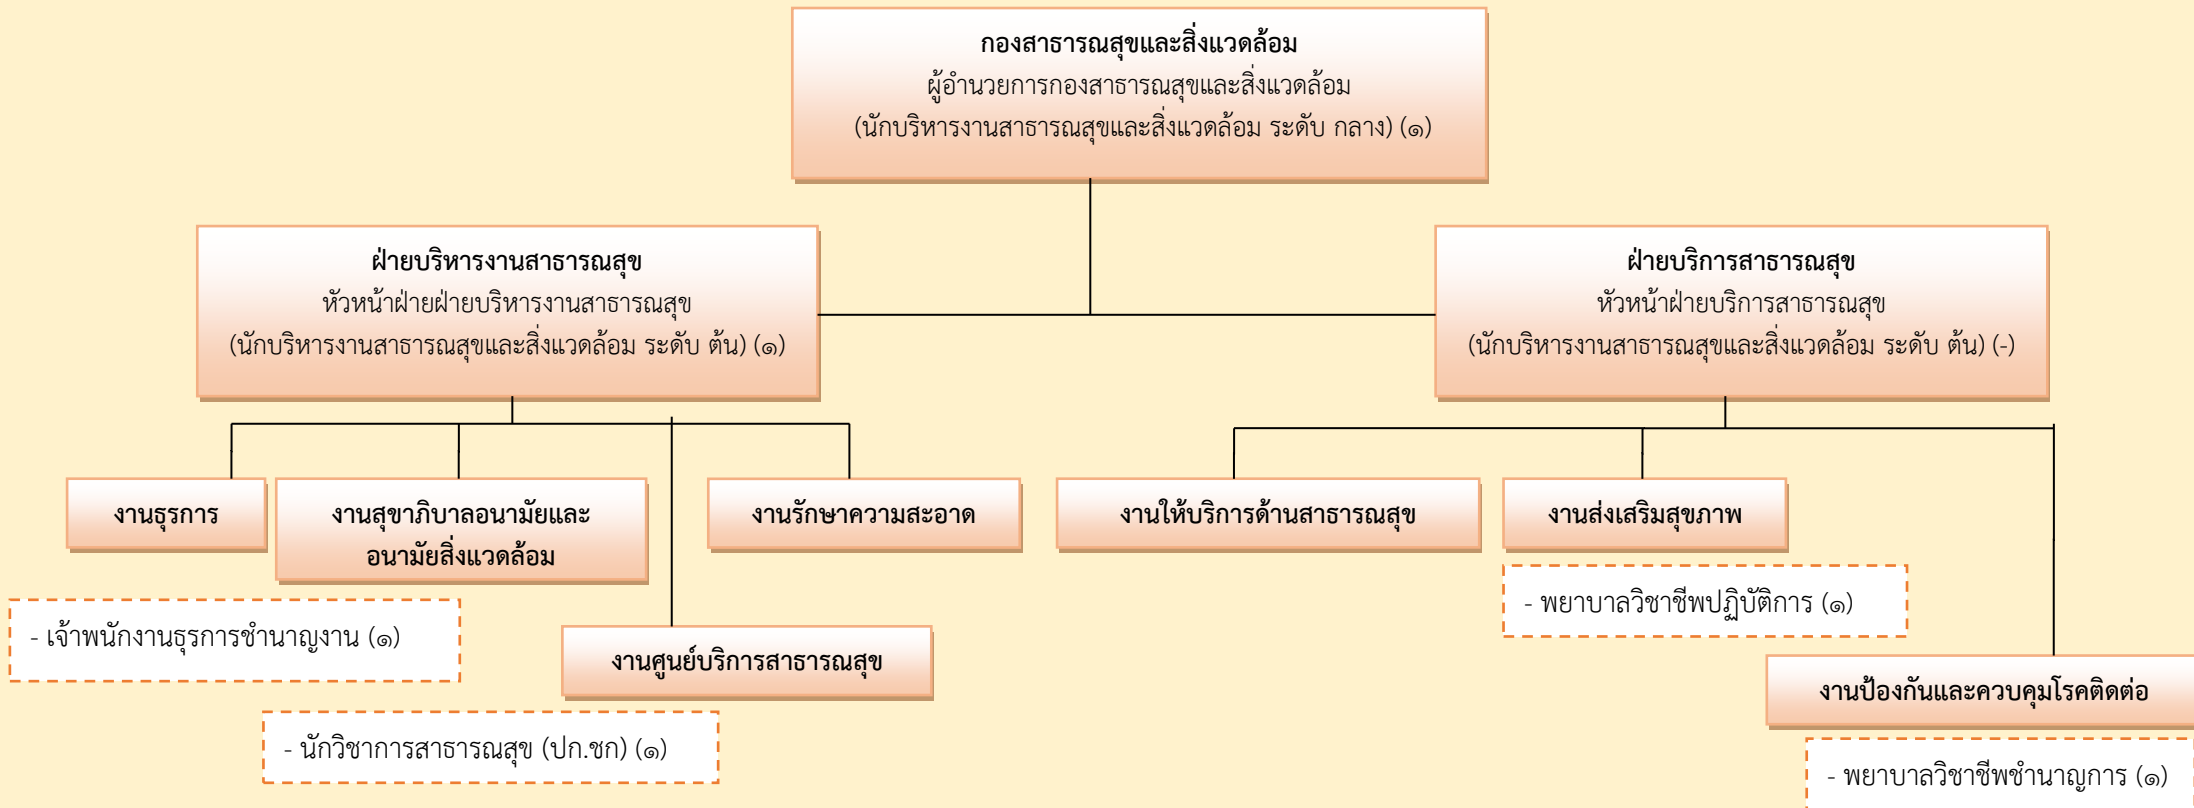 กองสาธารณสุขและสิ่งแวดล้อม
ผู้อำนวยการกองสาธารณสุขและสิ่งแวดล้อม
(นักบริหารงานสาธารณสุขและสิ่งแวดล้อม ระดับ กลาง) (๑)
ฝ่ายบริหารงานสาธารณสุข
หัวหน้าฝ่ายฝ่ายบริหารงานสาธารณสุข
(นักบริหารงานสาธารณสุขและสิ่งแวดล้อม ระดับ ต้น) (๑)
ฝ่ายบริการสาธารณสุข
หัวหน้าฝ่ายบริการสาธารณสุข
(นักบริหารงานสาธารณสุขและสิ่งแวดล้อม ระดับ ต้น) (-)
งานธุรการ
งานสุขาภิบาลอนามัยและ
อนามัยสิ่งแวดล้อม
งานรักษาความสะอาด
งานให้บริการด้านสาธารณสุข
งานส่งเสริมสุขภาพ
- พยาบาลวิชาชีพปฏิบัติการ (๑)
- เจ้าพนักงานธุรการชำนาญงาน (๑)
งานศูนย์บริการสาธารณสุข
งานป้องกันและควบคุมโรคติดต่อ
- นักวิชาการสาธารณสุข (ปก.ชก) (๑)
- พยาบาลวิชาชีพชำนาญการ (๑)